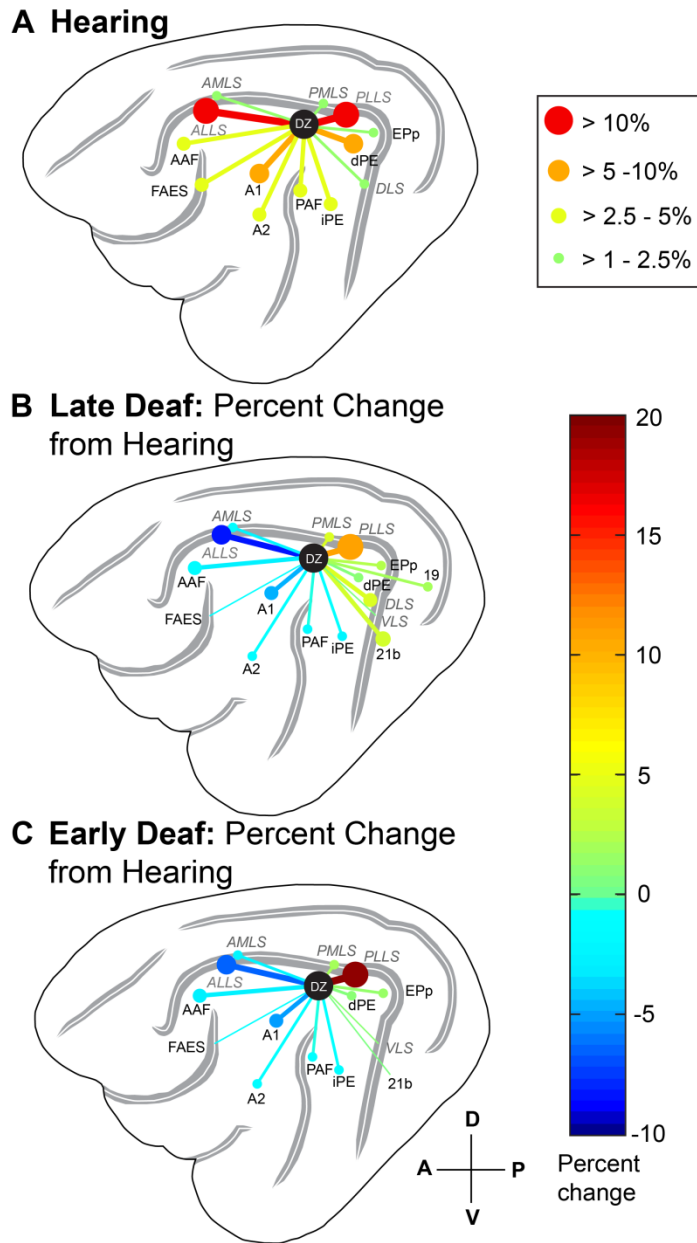 A Hearing
AMLS
PMLS
PLLS
DZ
ALLS
EPp
AAF
dPE
FAES
A1
DLS
PAF
iPE
A2
> 10%
> 5 -10%
> 2.5 - 5%
> 1 - 2.5%
B Late Deaf: Percent Change
from Hearing
AMLS
PMLS
PLLS
DZ
ALLS
EPp
AAF
dPE
19
A1
DLS
FAES
VLS
PAF
iPE
21b
A2
C Early Deaf: Percent Change
from Hearing
AMLS
PMLS
PLLS
DZ
ALLS
EPp
AAF
dPE
A1
FAES
VLS
PAF
iPE
21b
A2
20
15
10
5
0
-5
-10
Percent
change
D
A
P
V